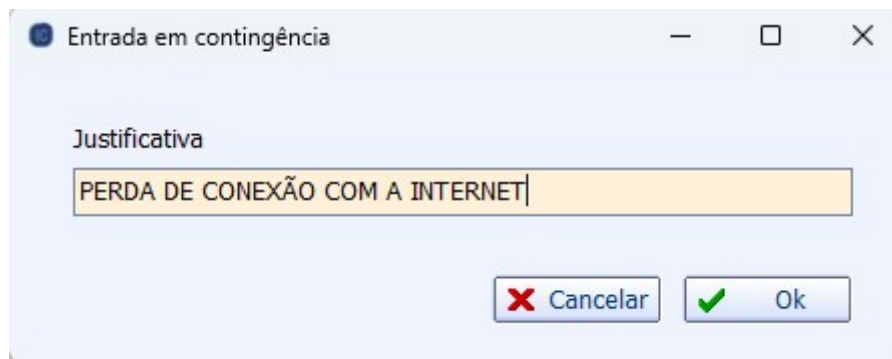 Entrada em contingência
Justificativa
PERDA DE CONEXÃO COM A INTERNET
Cancelar
Ok